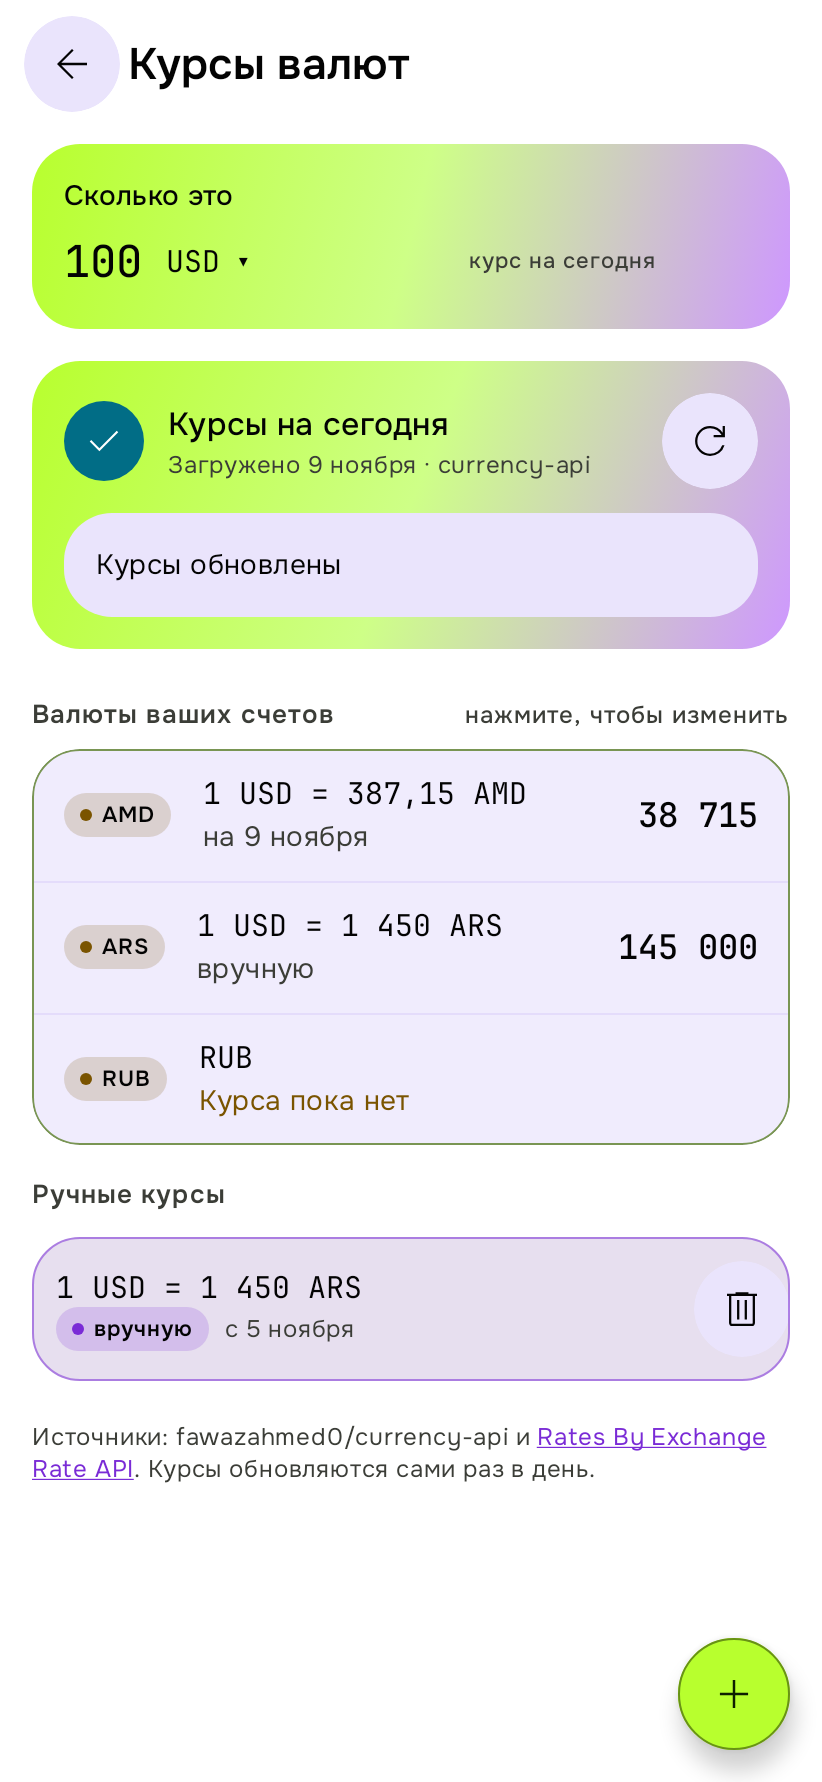 Курсы валют
Сколько это
100 USD ▾ курс на сегодня
Курсы на сегодня
Загружено 9 ноября · currency-api
Курсы обновлены
Валюты ваших счетов нажмите, чтобы изменить
AMD 1 USD = 387,15 AMD 38 715
на 9 ноября
ARS 1 USD = 1 450 ARS 145 000
вручную
RUB RUB
Курса пока нет
Ручные курсы
1 USD = 1 450 ARS
вручную с 5 ноября
Источники: fawazahmed0/currency-api и Rates By Exchange
Rate API. Курсы обновляются сами раз в день.